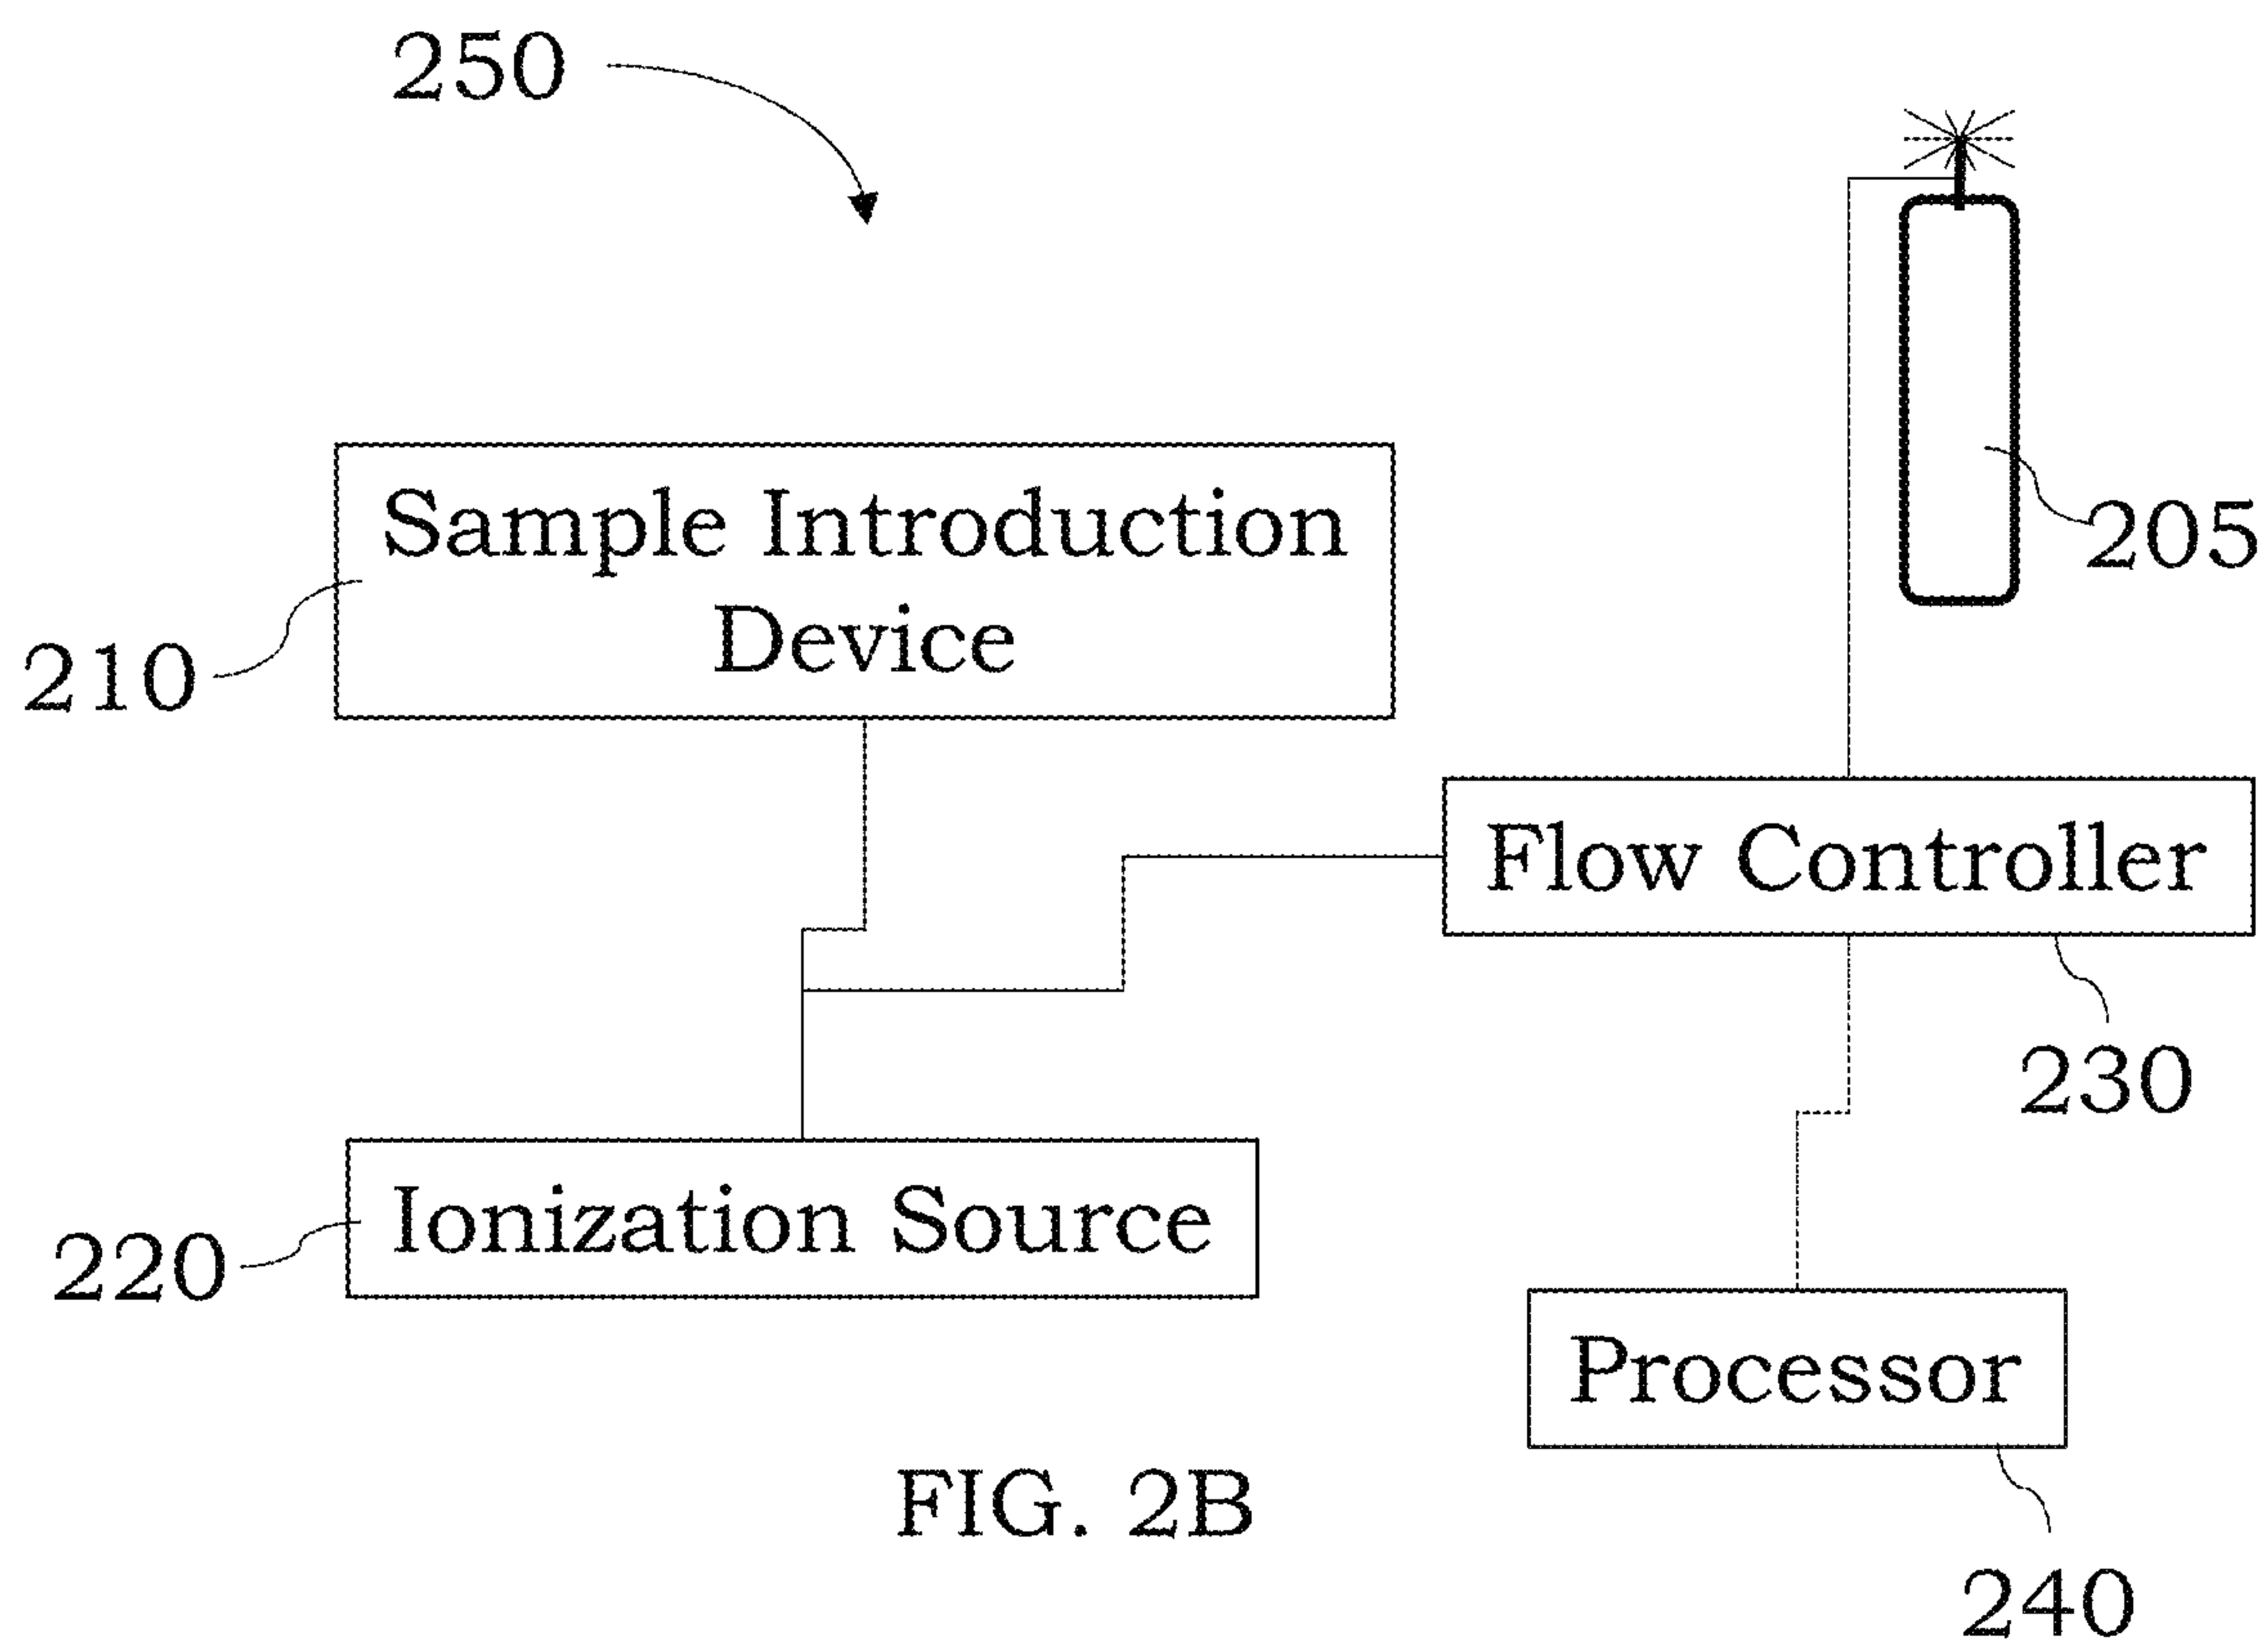 250
Sample Introduction
Device
205
210
Flow Controller
230
Ionization Source
220
Processor
FIG. 2B
240